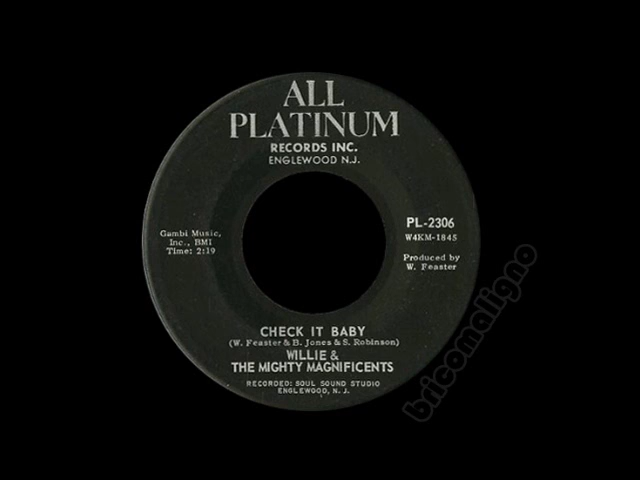 ALL
PLATINUM
RECORDS INC.
ENGLEWOOD N.J.
Gambi Music,
Inc., BMI
Time: 2:19
PL-2306
W4KM-1845
Produced by
W. Feaster
CHECK IT BABY
(W. Feaster & B. Jones & S. Robinson)
WILLIE &
THE MIGHTY MAGNIFICENTS
RECORDED: SOUL SOUND STUDIO
ENGLEWOOD, N. J.
bricomaligno